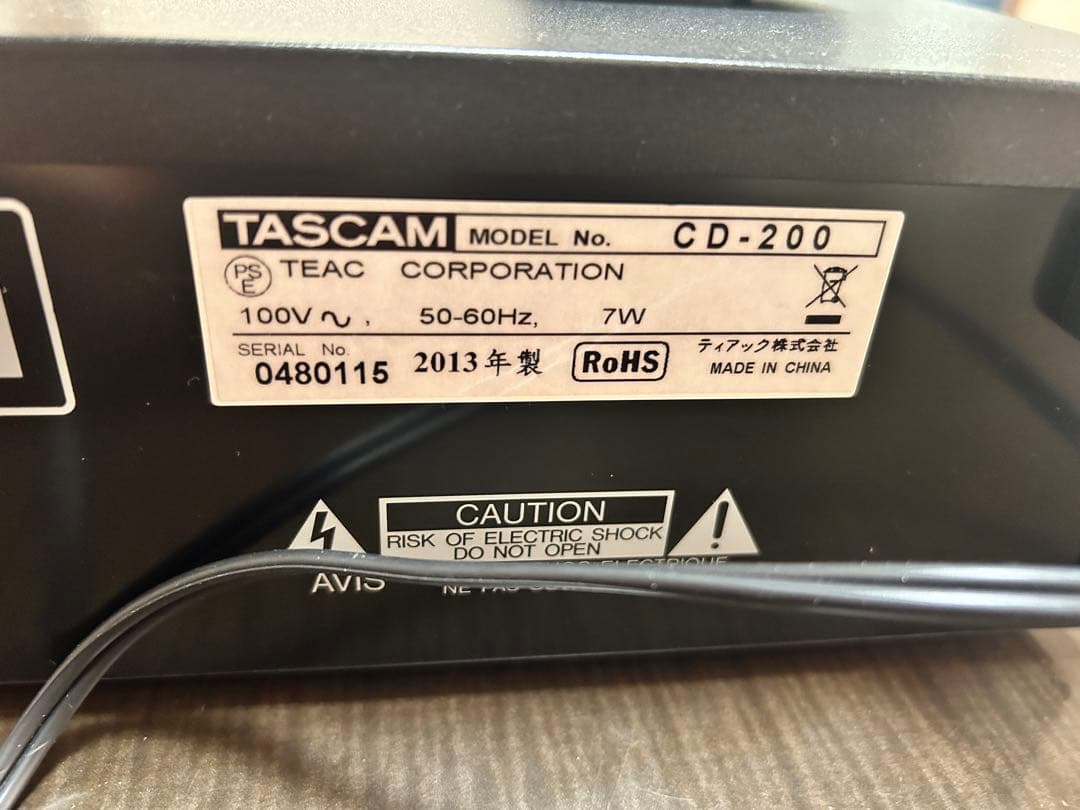 TASCAM MODEL No. CD-200
PSE TEAC CORPORATION
100V ~, 50-60Hz, 7W
SERIAL No. 0480115 2013年製 RoHS ティアック株式会社
MADE IN CHINA
CAUTION
RISK OF ELECTRIC SHOCK
DO NOT OPEN
AVIS